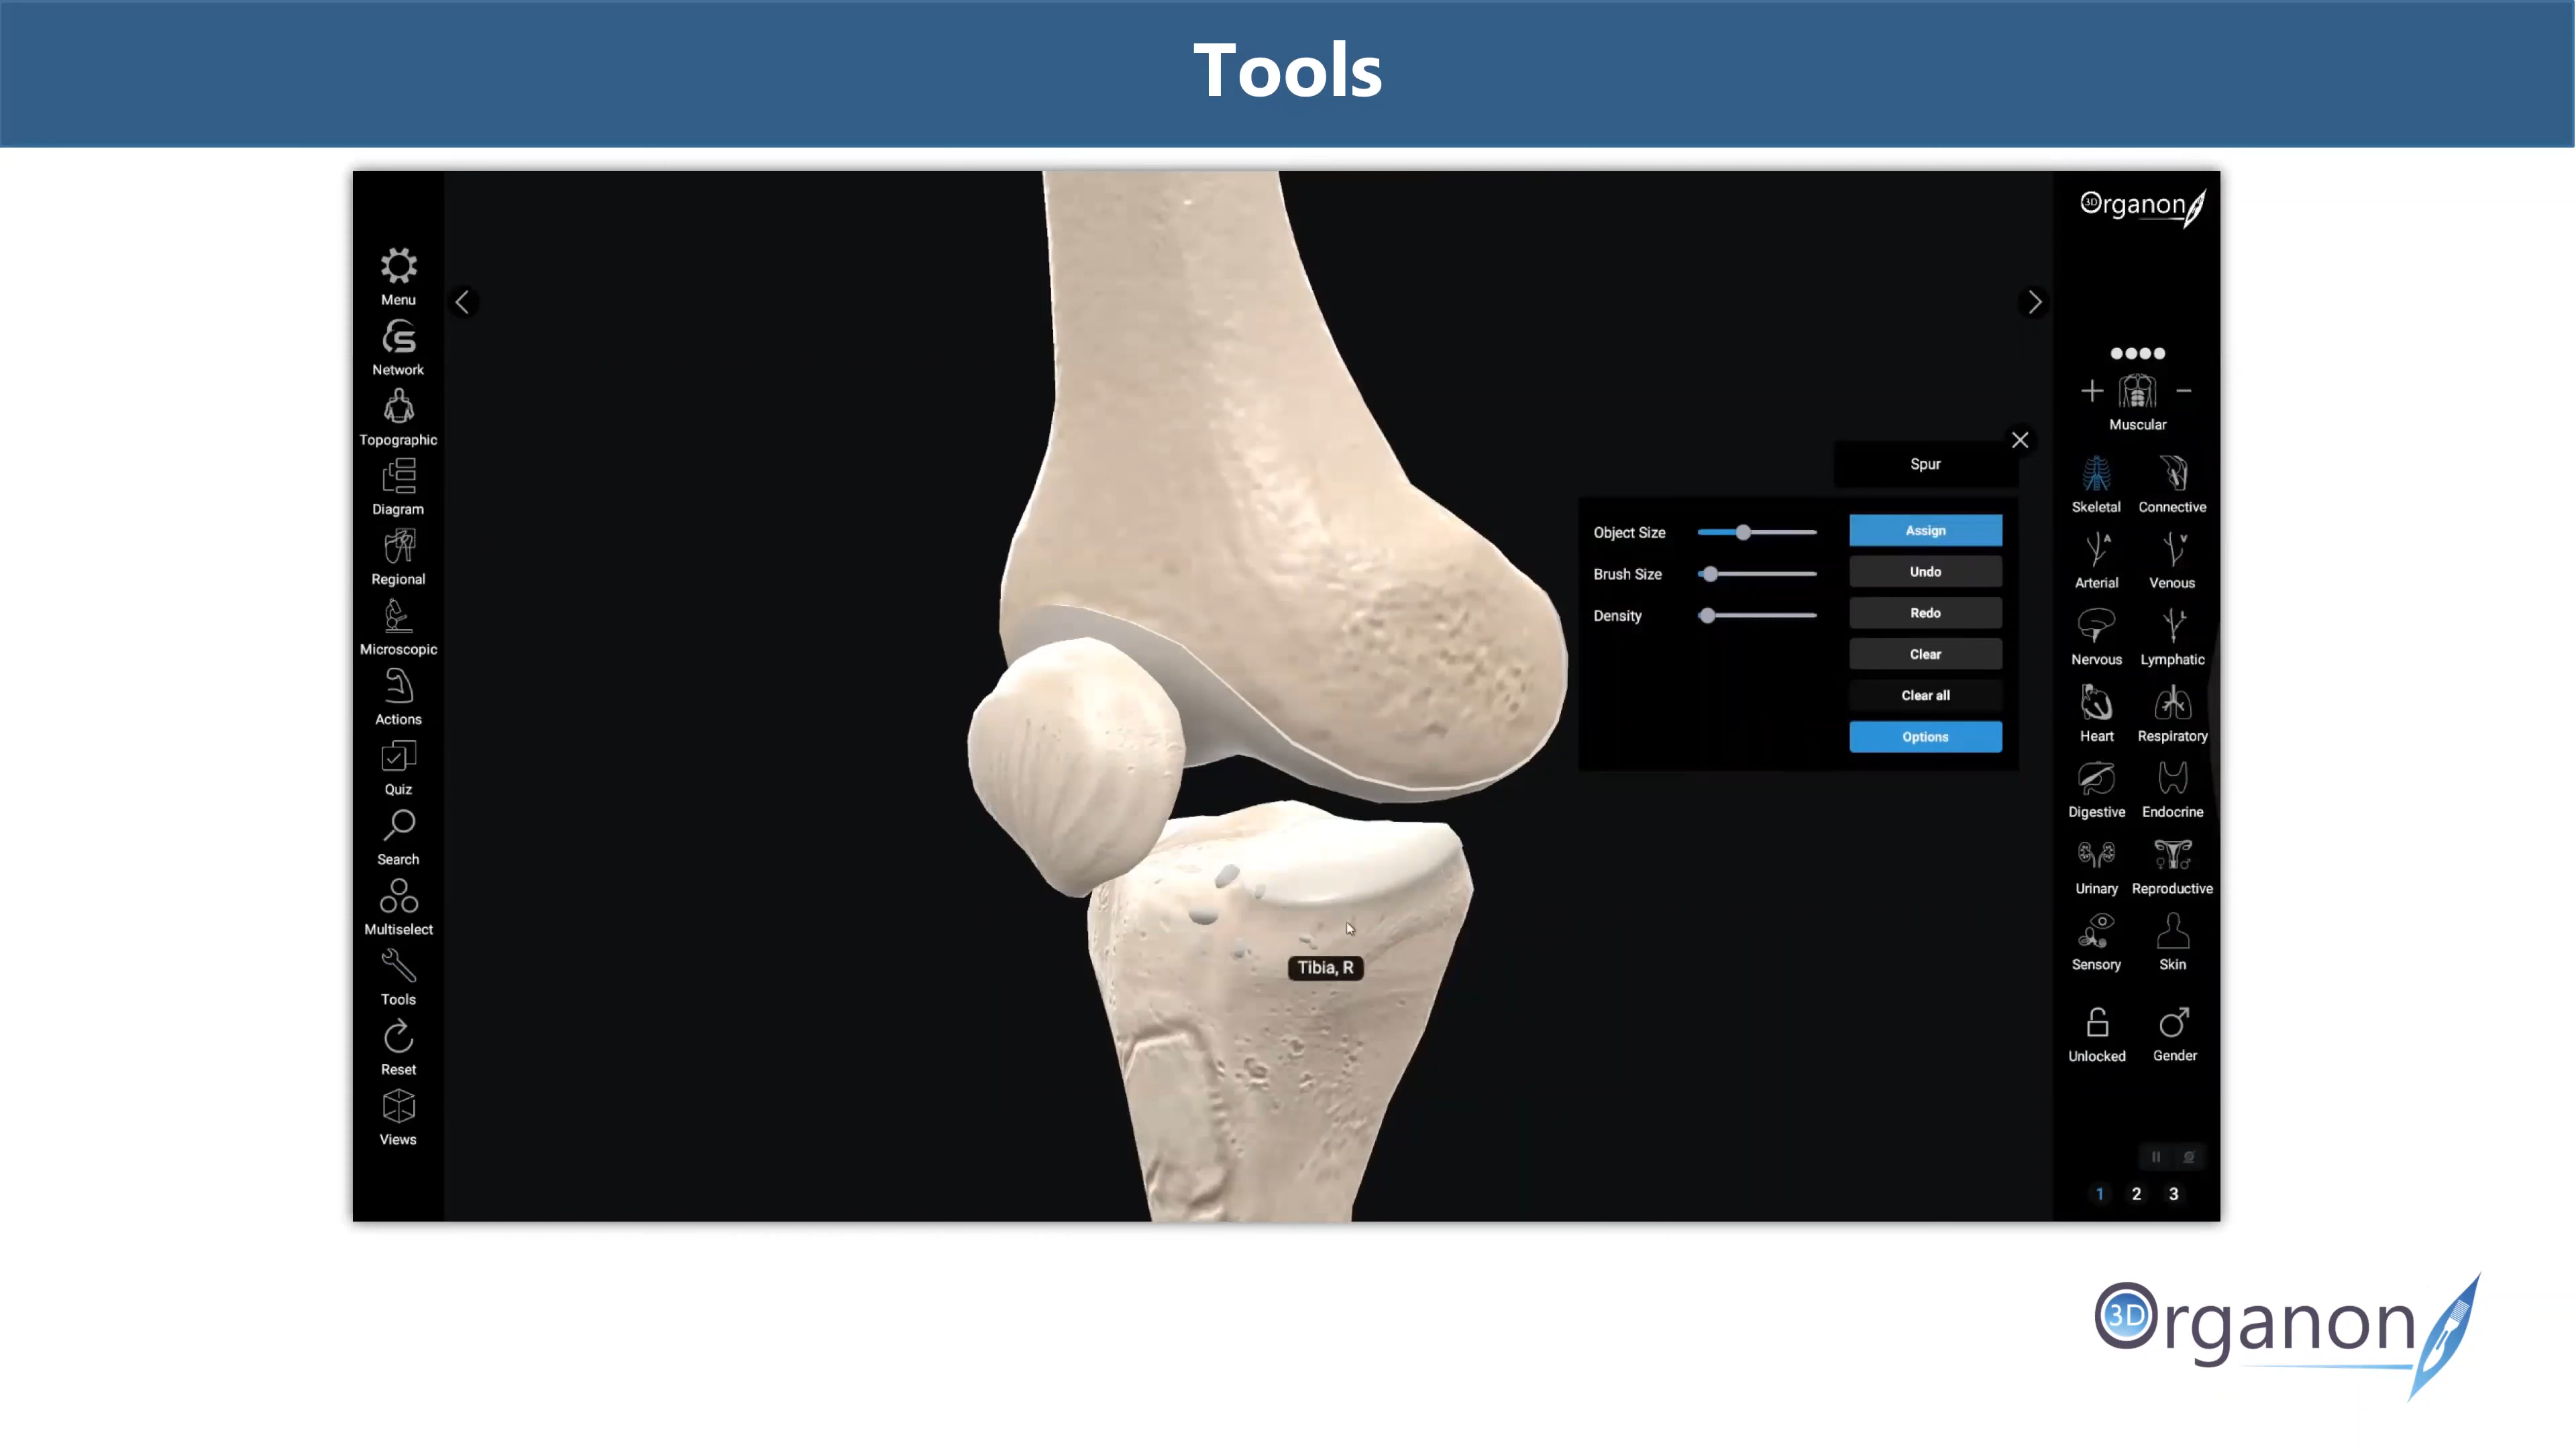 Tools
3D Organon
Menu
Network
Topographic
Diagram
Regional
Microscopic
Actions
Quiz
Search
Multiselect
Tools
Reset
Views
Tibia, R
Spur
Object Size
Brush Size
Density
Assign
Undo
Redo
Clear
Clear all
Options
Muscular
Skeletal Connective
A V
Arterial Venous
L
Nervous Lymphatic
Heart Respiratory
Digestive Endocrine
Urinary Reproductive
Sensory Skin
Unlocked Gender
1 2 3
3D Organon